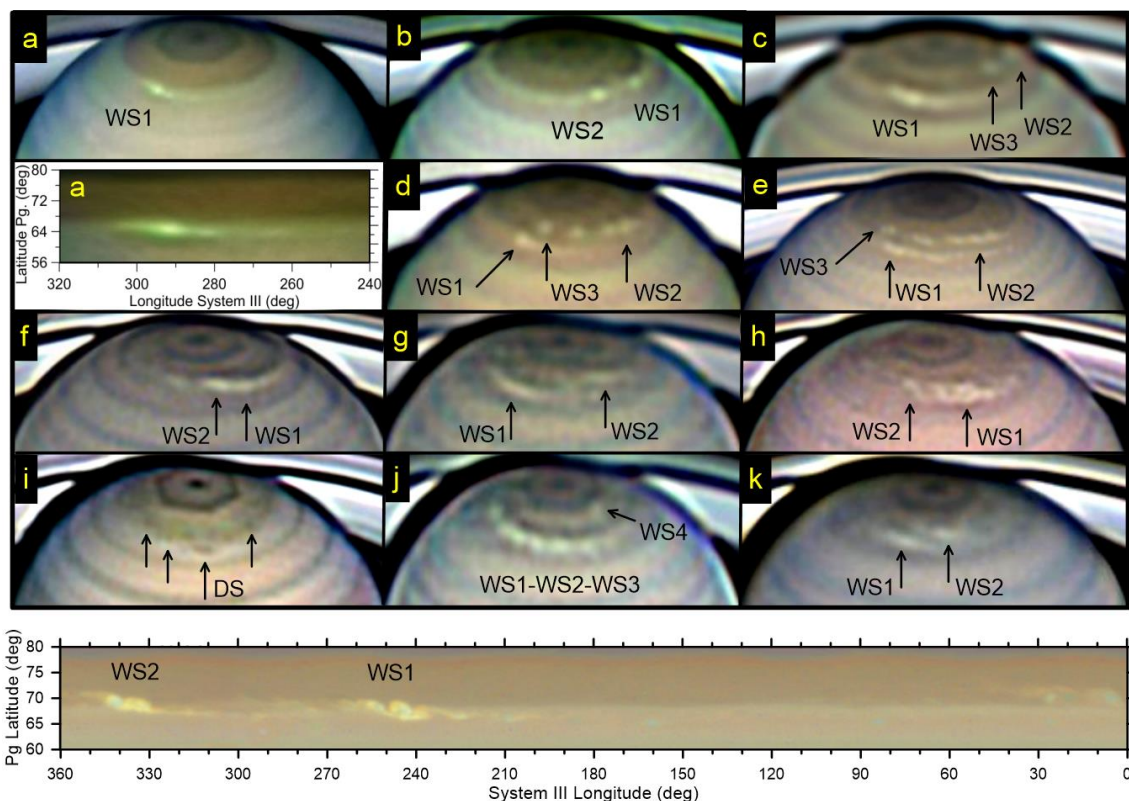 a
WS1
b
WS2
WS1
c
WS1
WS3
WS2
a
Latitude Pg. (deg)
80
72
64
56
320 300 280 260 240
Longitude System III (deg)
d
WS1
WS3
WS2
e
WS3
WS1
WS2
f
WS2
WS1
g
WS1
WS2
h
WS2
WS1
i
DS
j
WS4
WS1-WS2-WS3
k
WS1
WS2
Pg Latitude (deg)
80
75
70
65
60
WS2
WS1
360 330 300 270 240 210 180 150 120 90 60 30 0
System III Longitude (deg)